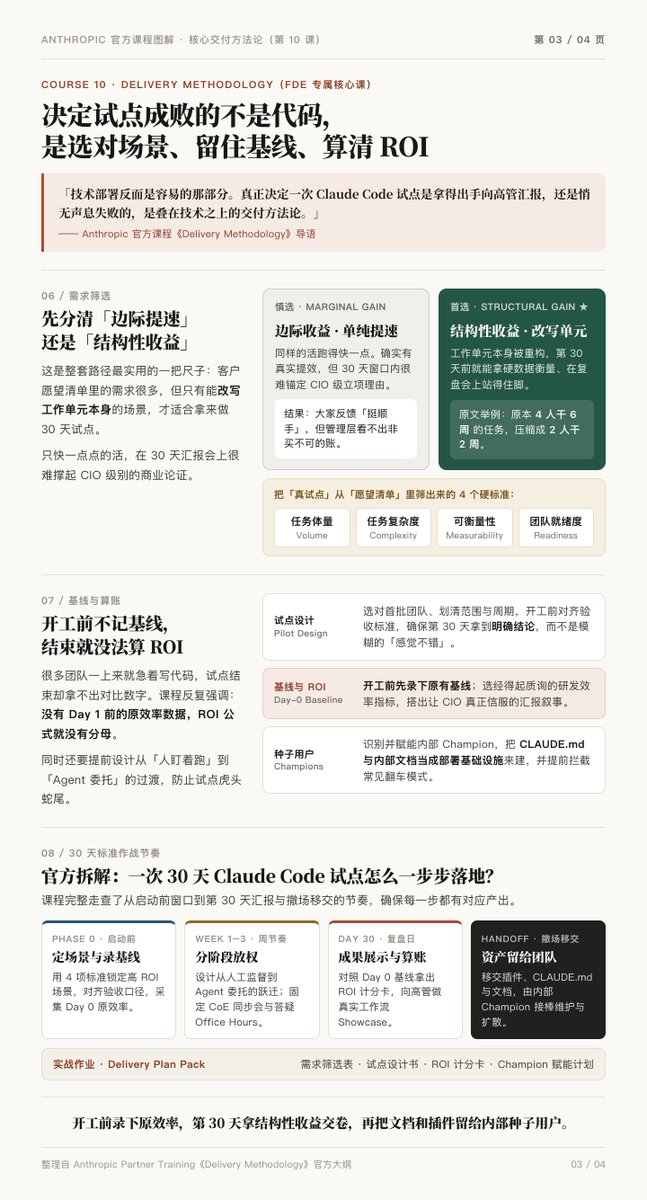 ANTHROPIC 官方课程图解 · 核心交付方法论（第 10 课）
第 03 / 04 页
COURSE 10 · DELIVERY METHODOLOGY（FDE 专属核心课）
决定试点成败的不是代码，
是选对场景、留住基线、算清 ROI
「技术部署反而是容易的那部分。真正决定一次 Claude Code 试点是拿得出手向高管汇报，还是悄
无声息失败的，是叠在技术之上的交付方法论。」
—— Anthropic 官方课程《Delivery Methodology》导语
06 / 需求筛选
先分清「边际提速」
还是「结构性收益」
这是整套路径最实用的一把尺子：客户
愿望清单里的需求很多，但只有能改写
工作单元本身的场景，才适合拿来做
30 天试点。
只快一点点的活，在 30 天汇报会上很
难撑起 CIO 级别的商业论证。
慎选 · MARGINAL GAIN
边际收益 · 单纯提速
同样的活跑得快一点。确实有
真实提效，但 30 天窗口内很
难锚定 CIO 级立项理由。
结果：大家反馈「挺顺
手」，但管理层看不出非
买不可的账。
首选 · STRUCTURAL GAIN ★
结构性收益 · 改写单元
工作单元本身被重构，第 30
天前就能拿硬数据衡量、在复
盘会上站得住脚。
原文举例：原本 4 人干 6
周 的任务，压缩成 2 人干
2 周。
把「真试点」从「愿望清单」里筛出来的 4 个硬标准：
任务体量
Volume
任务复杂度
Complexity
可衡量性
Measurability
团队就绪度
Readiness
07 / 基线与算账
开工前不记基线，
结束就没法算 ROI
很多团队一上来就急着写代码，试点结
束却拿不出对比数字。课程反复强调：
没有 Day 1 前的原效率数据，ROI 公
式就没有分母。
同时还要提前设计从「人盯着跑」到
「Agent 委托」的过渡，防止试点虎头
蛇尾。
试点设计
Pilot Design
选对首批团队、划清范围与周期，开工前对齐验
收标准，确保第 30 天拿到明确结论，而不是模
糊的「感觉不错」。
基线与 ROI
Day–0 Baseline
开工前先录下原有基线；选经得起质询的研发效
率指标，搭出让 CIO 真正信服的汇报叙事。
种子用户
Champions
识别并赋能内部 Champion，把 CLAUDE.md
与内部文档当成部署基础设施来建，并提前拦截
常见翻车模式。
08 / 30 天标准作战节奏
官方拆解：一次 30 天 Claude Code 试点怎么一步步落地？
课程完整走查了从启动前窗口到第 30 天汇报与撤场移交的节奏，确保每一步都有对应产出。
PHASE 0 · 启动前
定场景与录基线
用 4 项标准锁定高 ROI
场景，对齐验收口径，采
集 Day 0 原效率。
WEEK 1–3 · 周节奏
分阶段放权
设计从人工监督到
Agent 委托的跃迁；固
定 CoE 同步会与答疑
Office Hours。
DAY 30 · 复盘日
成果展示与算账
对照 Day 0 基线拿出
ROI 计分卡，向高管做
真实工作流
Showcase。
HANDOFF · 撤场移交
资产留给团队
移交插件、CLAUDE.md
与文档，由内部
Champion 接棒维护与
扩散。
实战作业 · Delivery Plan Pack
需求筛选表 · 试点设计书 · ROI 计分卡 · Champion 赋能计划
开工前录下原效率，第 30 天拿结构性收益交卷，再把文档和插件留给内部种子用户。
整理自 Anthropic Partner Training《Delivery Methodology》官方大纲
03 / 04